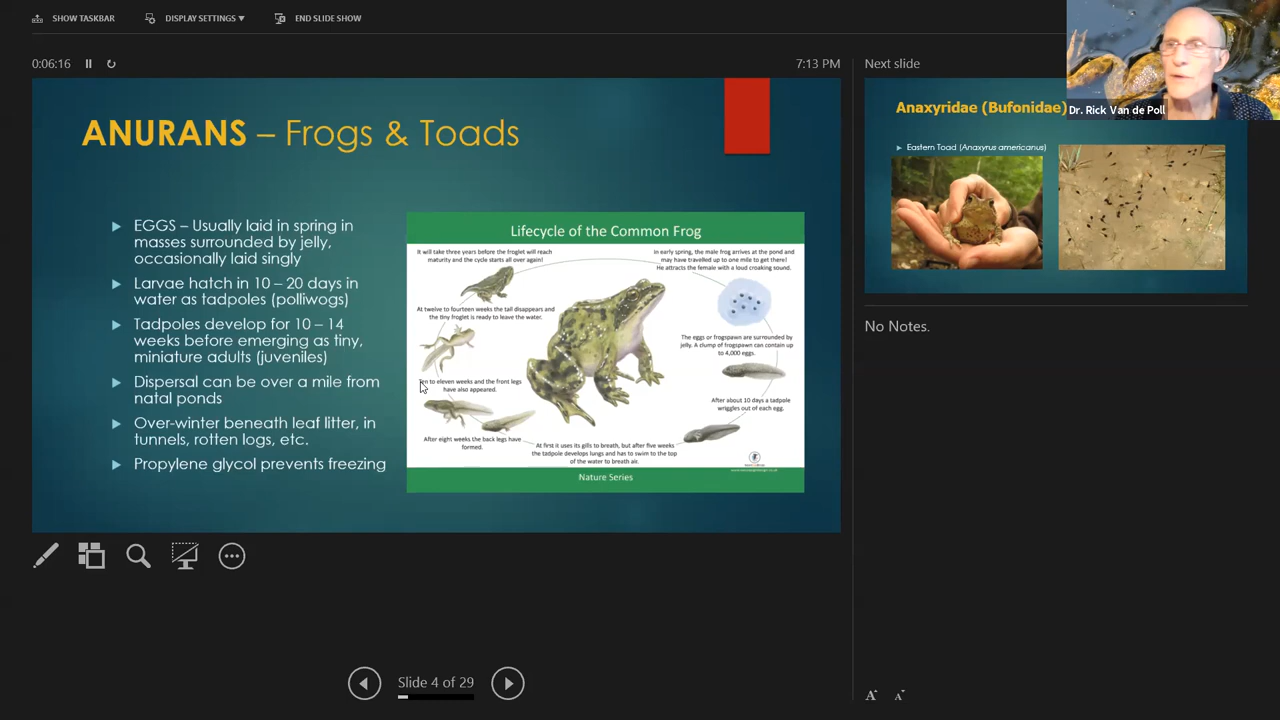 SHOW TASKBAR
DISPLAY SETTINGS ▼
END SLIDE SHOW
0:06:16
7:13 PM
ANURANS – Frogs & Toads
EGGS – Usually laid in spring in
masses surrounded by jelly,
occasionally laid singly
Larvae hatch in 10 – 20 days in
water as tadpoles (polliwogs)
Tadpoles develop for 10 – 14
weeks before emerging as tiny,
miniature adults (juveniles)
Dispersal can be over a mile from
natal ponds
Over-winter beneath leaf litter, in
tunnels, rotten logs, etc.
Propylene glycol prevents freezing
Lifecycle of the Common Frog
It will take three years before the froglet will reach
maturity and the cycle starts all over again!
In early spring, the male frog arrives at the pond and
may have travelled up to one mile to get there!
He attracts the female with a loud croaking sound.
At twelve to fourteen weeks the tail disappears and
the tiny froglet is ready to leave the water.
The eggs or frogspawn are surrounded by
jelly. A clump of frogspawn can contain up
to 4,000 eggs.
Ten to eleven weeks and the front legs
have also appeared.
After about 10 days a tadpole
wriggles out of each egg.
After eight weeks the back legs have
formed.
At first it uses its gills to breath, but after five weeks
the tadpole develops lungs and has to swim to the top
of the water to breath air.
Nature Series
Slide 4 of 29
Next slide
Anaxyridae (Bufonidae)
Eastern Toad (Anaxyrus americanus)
Dr. Rick Van de Poll
No Notes.
A
A